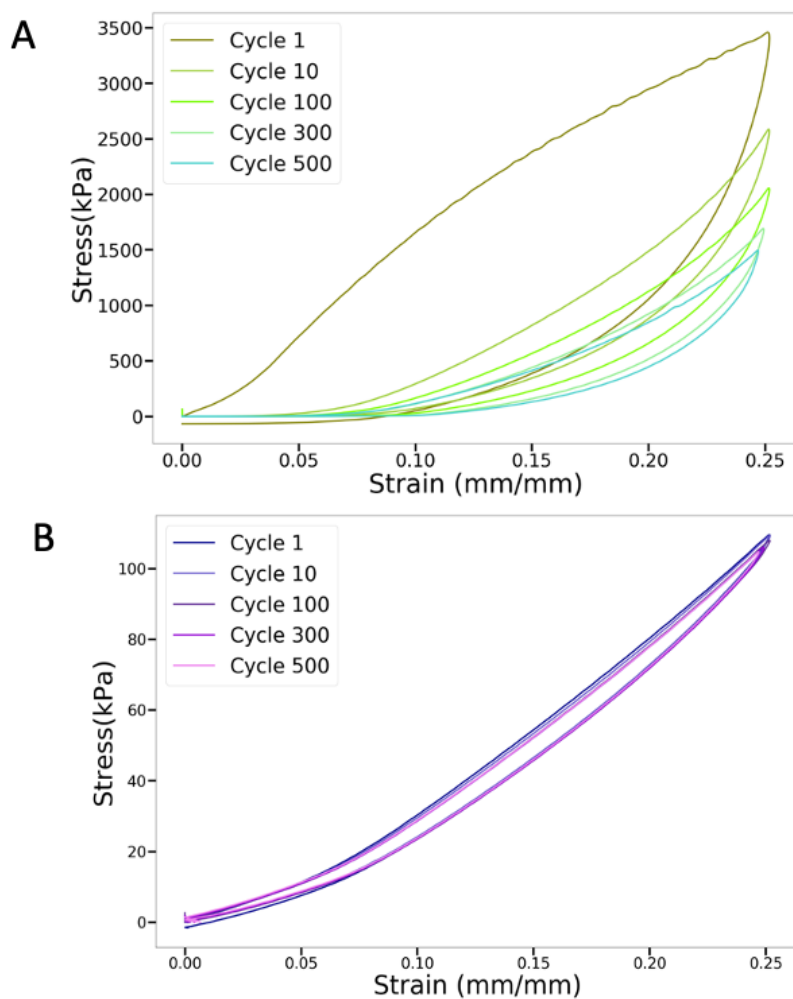 A
Cycle 1
Cycle 10
Cycle 100
Cycle 300
Cycle 500
Stress(kPa)
3500
3000
2500
2000
1500
1000
500
0
0.00 0.05 0.10 0.15 0.20 0.25
Strain (mm/mm)
B
Cycle 1
Cycle 10
Cycle 100
Cycle 300
Cycle 500
Stress(kPa)
100
80
60
40
20
0
0.00 0.05 0.10 0.15 0.20 0.25
Strain (mm/mm)